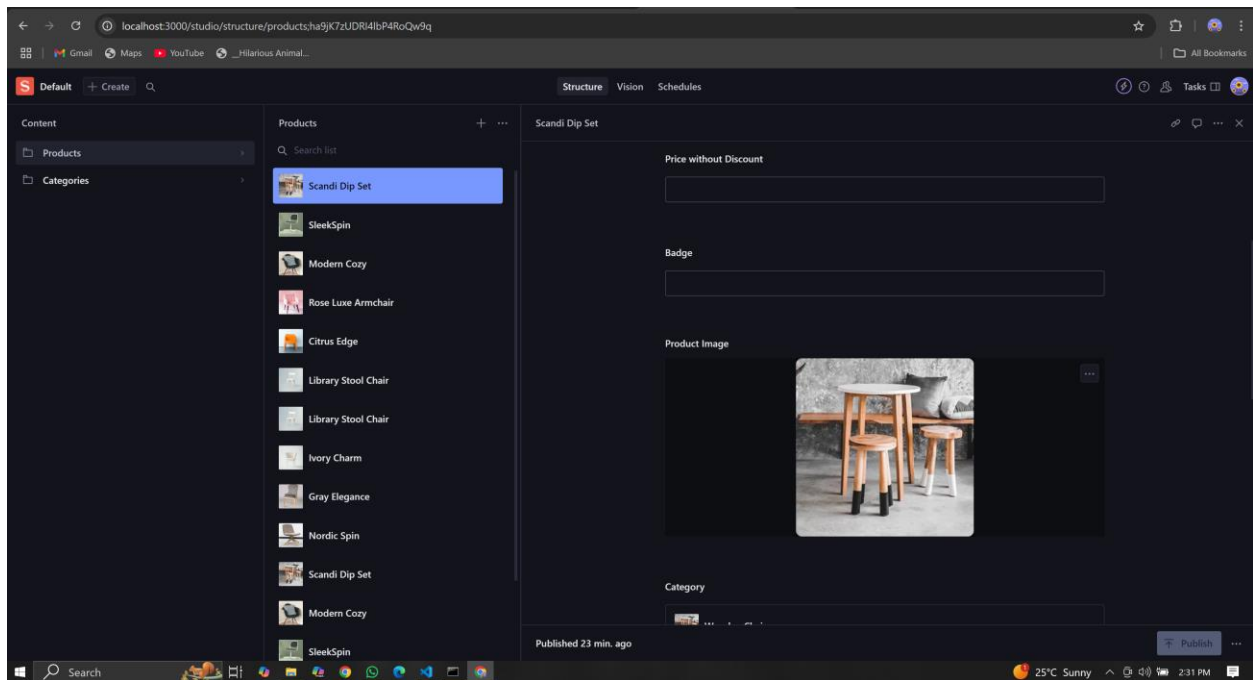 localhost:3000/studio/structure/products;ha9jK7zUDRl4lbP4RoQw9q
Gmail Maps YouTube _Hilarious Animal... All Bookmarks
S Default + Create Structure Vision Schedules Tasks
Content
Products
Categories
Products
Search list
Scandi Dip Set
SleekSpin
Modern Cozy
Rose Luxe Armchair
Citrus Edge
Library Stool Chair
Library Stool Chair
Ivory Charm
Gray Elegance
Nordic Spin
Scandi Dip Set
Modern Cozy
SleekSpin
Scandi Dip Set
Price without Discount
Badge
Product Image
Category
Published 23 min. ago Publish
Search 25°C Sunny 2:31 PM